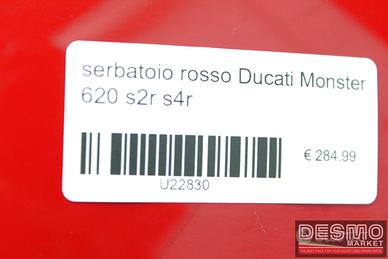 serbatoio rosso Ducati Monster
620 s2r s4r
€ 284.99
U22830
DESMO
MARKET